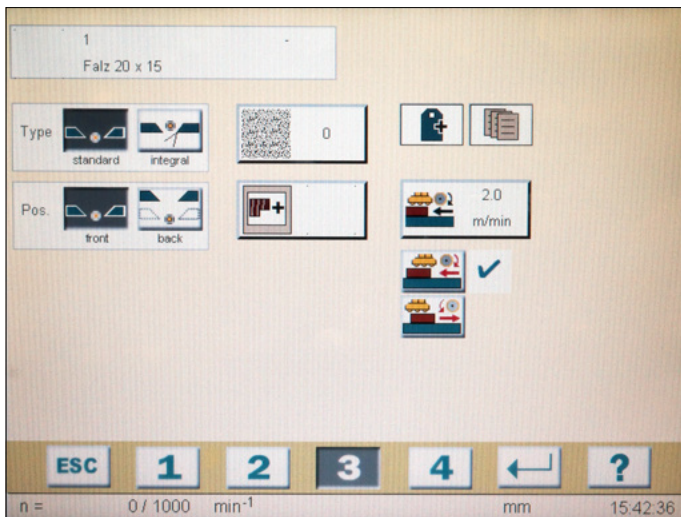 1 -
Falz 20 x 15
Type
standard integral
0
Pos.
front back
2.0
m/min
ESC 1 2 3 4 ?
n = 0 / 1000 min-1 mm 15:42:36